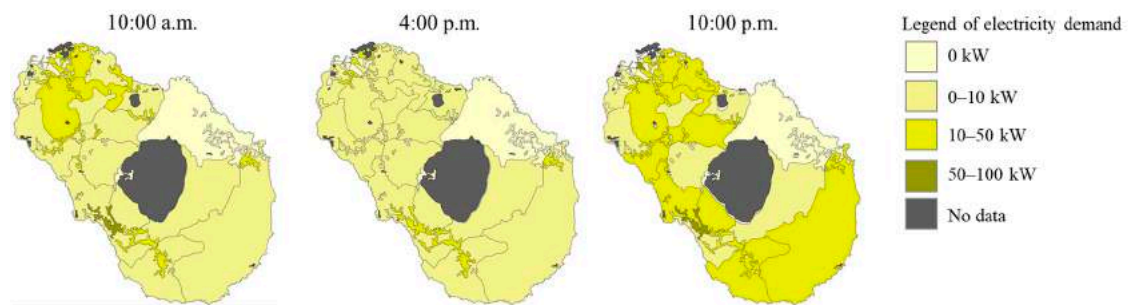 10:00 a.m.
4:00 p.m.
10:00 p.m.
Legend of electricity demand
0 kW
0–10 kW
10–50 kW
50–100 kW
No data